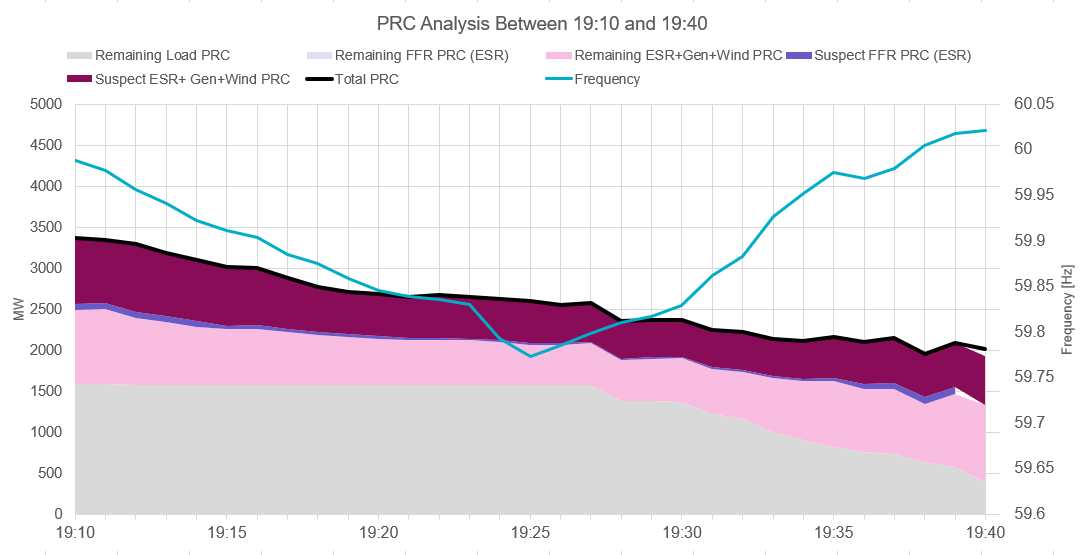 PRC Analysis Between 19:10 and 19:40
Remaining Load PRC
Remaining FFR PRC (ESR)
Remaining ESR+Gen+Wind PRC
Suspect FFR PRC (ESR)
Suspect ESR+ Gen+Wind PRC
Total PRC
Frequency
5000
4500
4000
3500
3000
2500
2000
1500
1000
500
0
MW
60.05
60
59.95
59.9
59.85
59.8
59.75
59.7
59.65
59.6
Frequency [Hz]
19:10
19:15
19:20
19:25
19:30
19:35
19:40